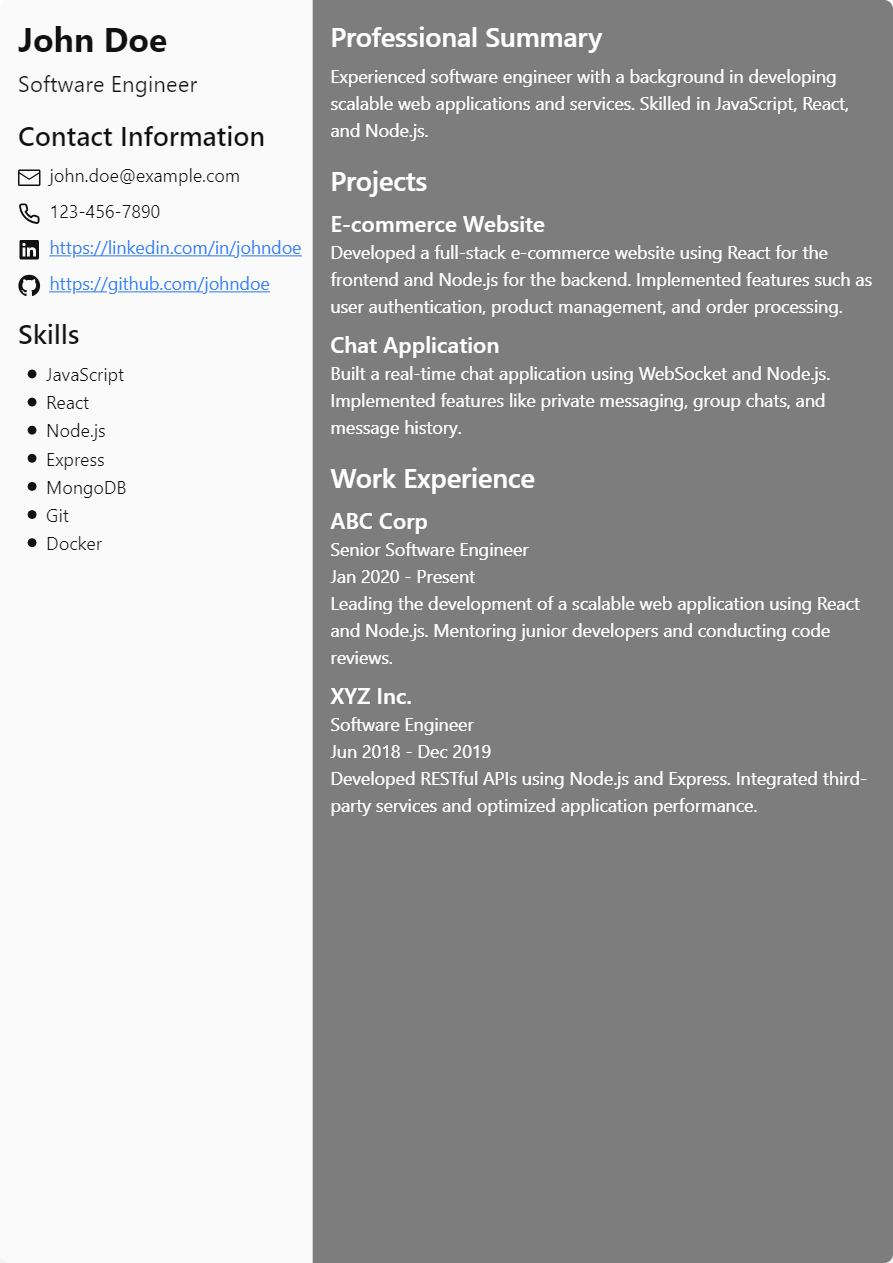 John Doe
Software Engineer
Contact Information
john.doe@example.com
123-456-7890
https://linkedin.com/in/johndoe
https://github.com/johndoe
Skills
JavaScript
React
Node.js
Express
MongoDB
Git
Docker
Professional Summary
Experienced software engineer with a background in developing
scalable web applications and services. Skilled in JavaScript, React,
and Node.js.
Projects
E-commerce Website
Developed a full-stack e-commerce website using React for the
frontend and Node.js for the backend. Implemented features such as
user authentication, product management, and order processing.
Chat Application
Built a real-time chat application using WebSocket and Node.js.
Implemented features like private messaging, group chats, and
message history.
Work Experience
ABC Corp
Senior Software Engineer
Jan 2020 - Present
Leading the development of a scalable web application using React
and Node.js. Mentoring junior developers and conducting code
reviews.
XYZ Inc.
Software Engineer
Jun 2018 - Dec 2019
Developed RESTful APIs using Node.js and Express. Integrated third-
party services and optimized application performance.